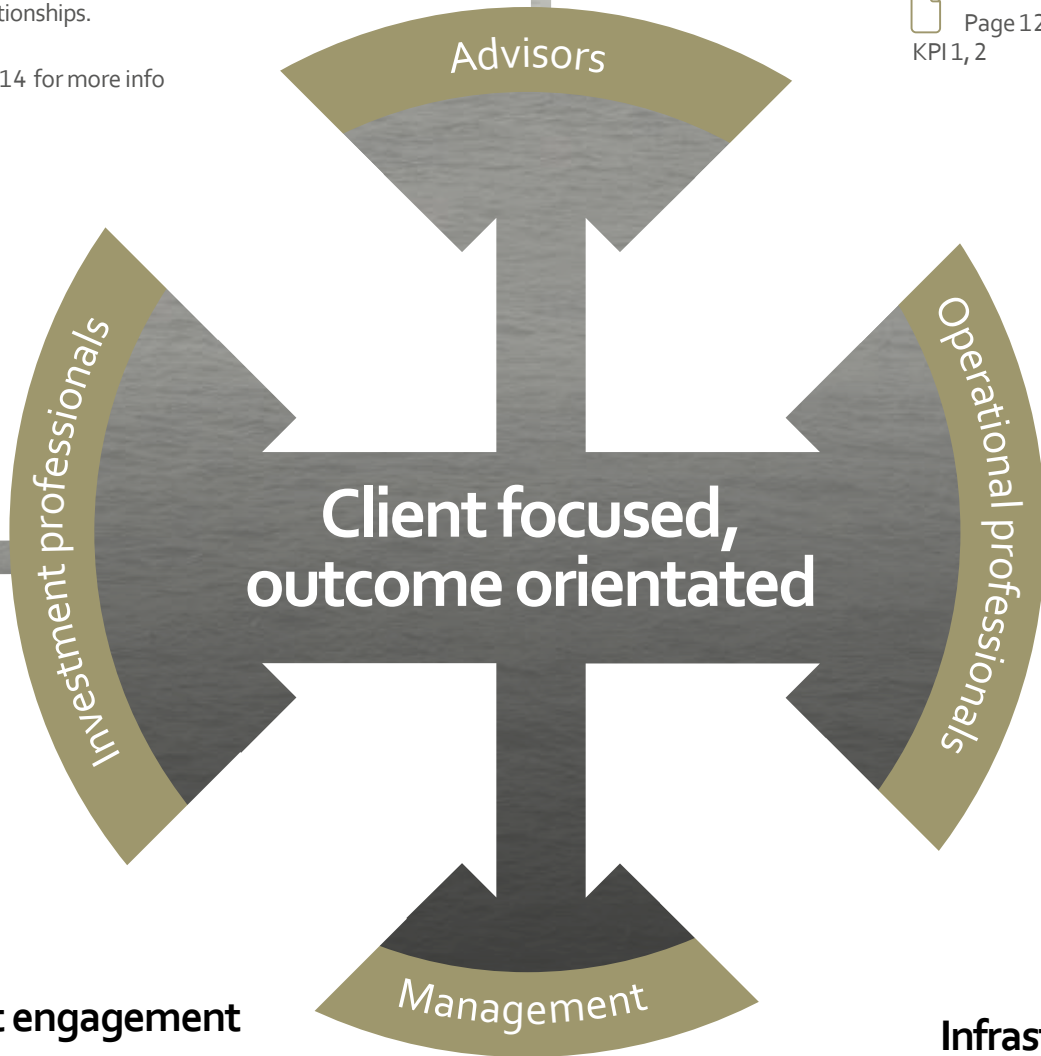 tionships.
14 for more info
Page 12
KPI 1, 2
Advisors
Investment professionals
Operational professionals
Client focused,
outcome orientated
Management
engagement